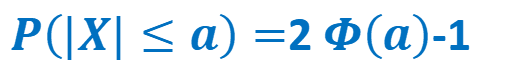 P(|X| ≤ a) =2 Φ(a)-1